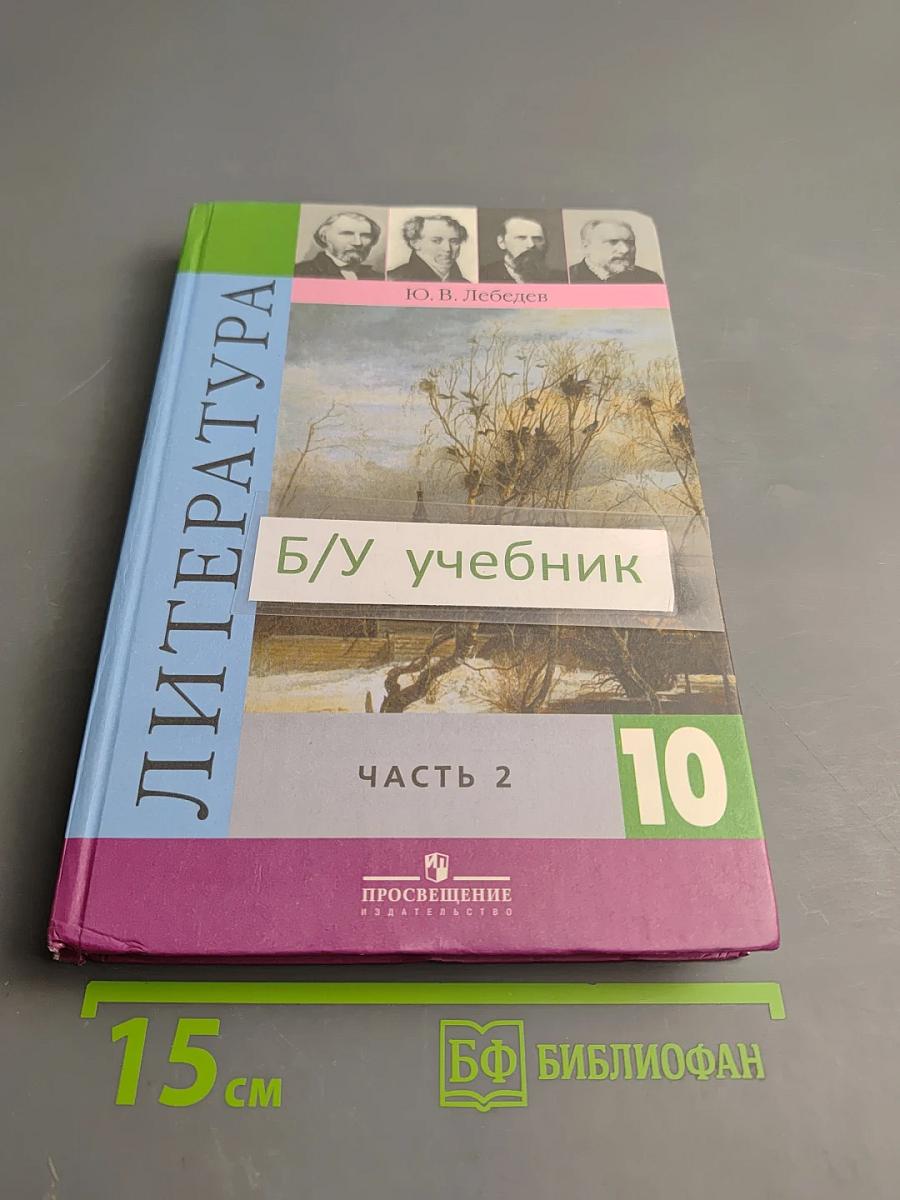 Ю. В. Лебедев
ЛИТЕРАТУРА
Б/У учебник
ЧАСТЬ 2
10
ПРОСВЕЩЕНИЕ
ИЗДАТЕЛЬСТВО
15 см
БФ БИБЛИОФАН